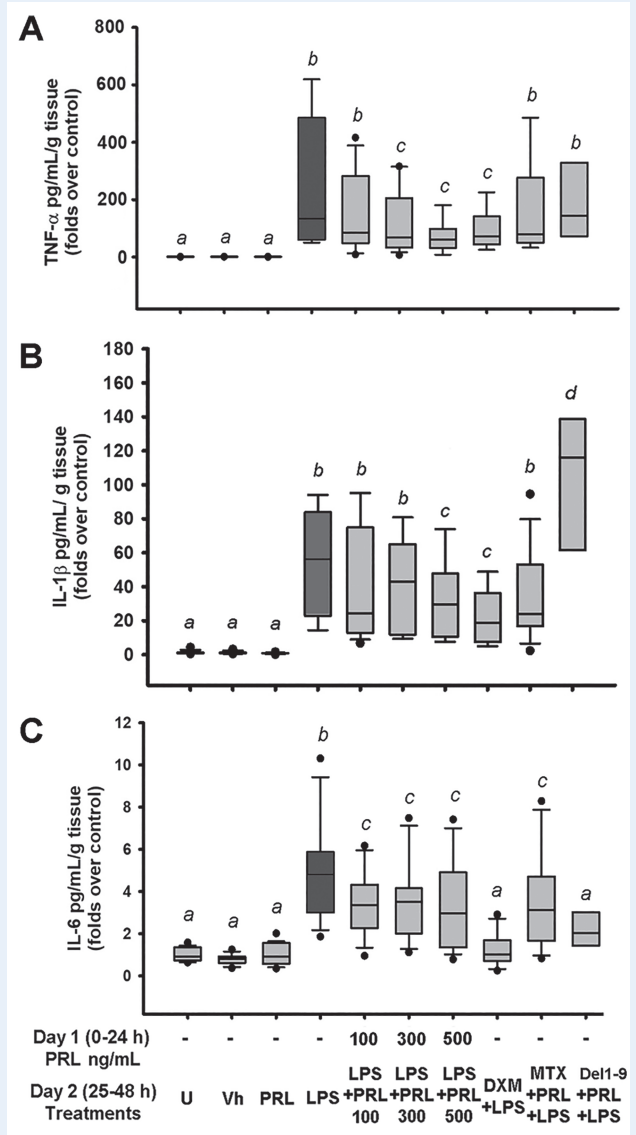 A
TNF-α pg/mL/g tissue
(folds over control)
800
600
400
200
0
a a a b b c c c b b
B
IL-1β pg/mL/ g tissue
(folds over control)
180
160
140
120
100
80
60
40
20
0
a a a b b b c c b d
C
IL-6 pg/mL/g tissue
(folds over control)
12
10
8
6
4
2
0
a a a b c c c a c a
Day 1 (0-24 h)
PRL ng/mL
- - - - 100 300 500 - - -
Day 2 (25-48 h)
Treatments
U
Vh
PRL
LPS
LPS
+PRL
100
LPS
+PRL
300
LPS
+PRL
500
DXM
+LPS
MTX
+PRL
+LPS
Del1-9
+PRL
+LPS